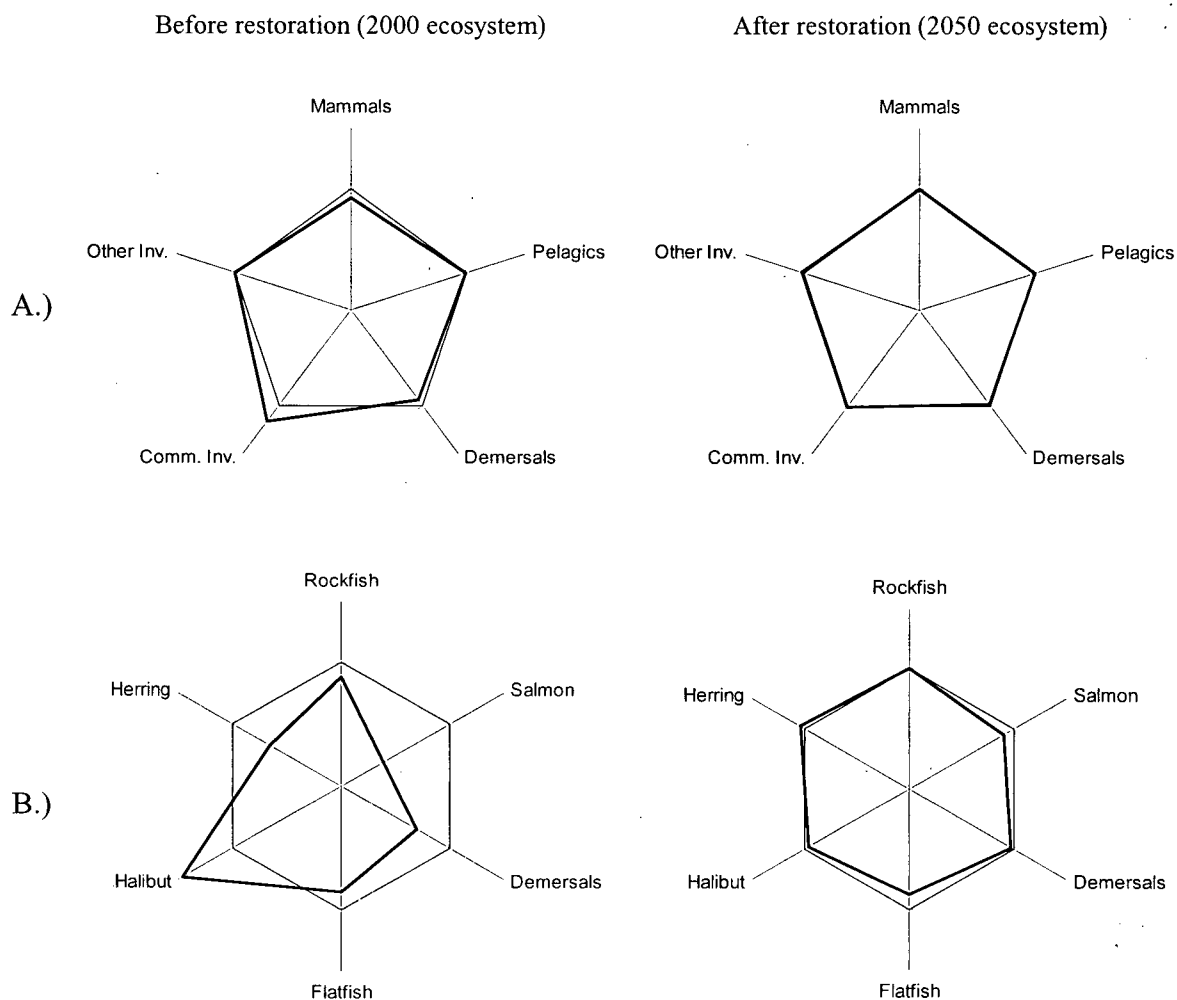 Before restoration (2000 ecosystem)
After restoration (2050 ecosystem)
A.)
Mammals
Other Inv.
Pelagics
Comm. Inv.
Demersals
Mammals
Other Inv.
Pelagics
Comm. Inv.
Demersals
B.)
Rockfish
Herring
Salmon
Halibut
Demersals
Flatfish
Rockfish
Herring
Salmon
Halibut
Demersals
Flatfish